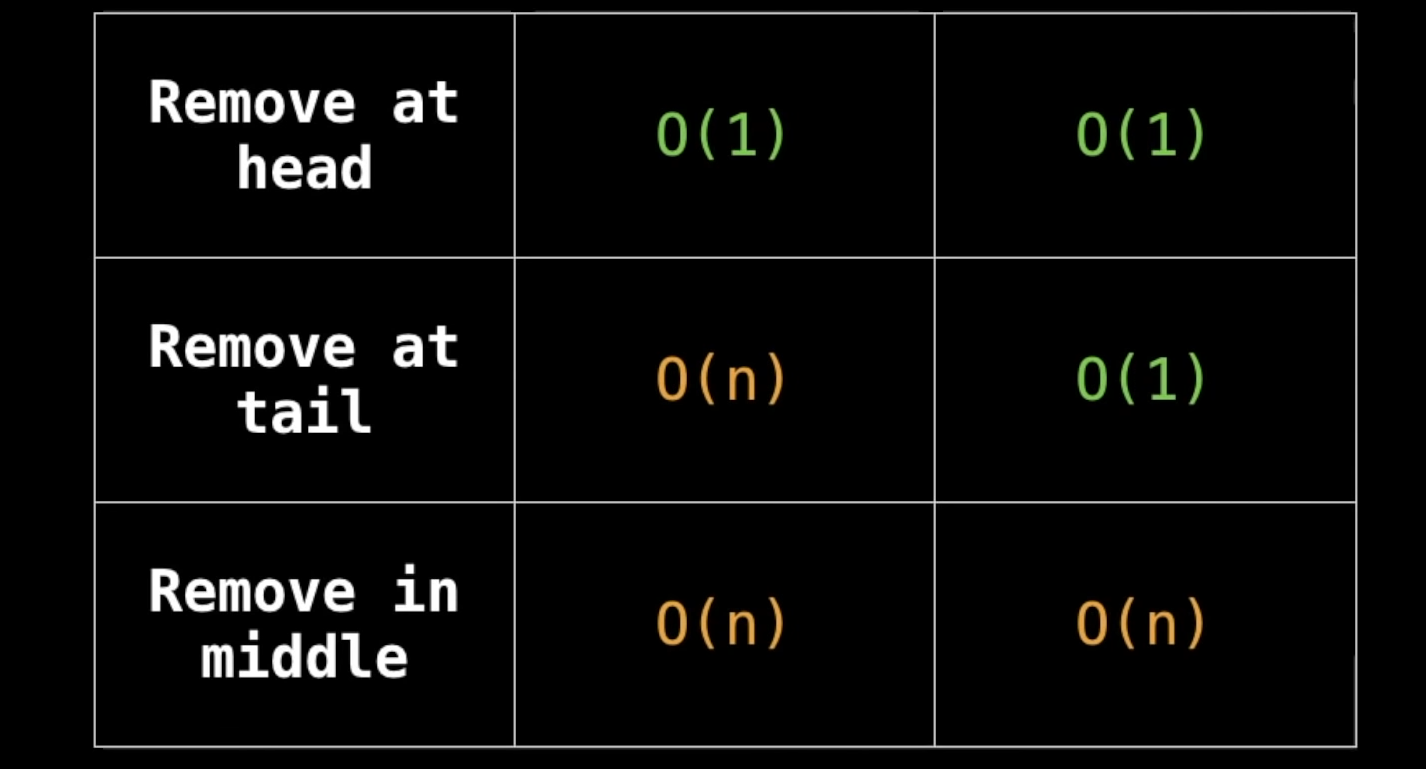 Remove at
head
O(1)
O(1)
Remove at
tail
O(n)
O(1)
Remove in
middle
O(n)
O(n)